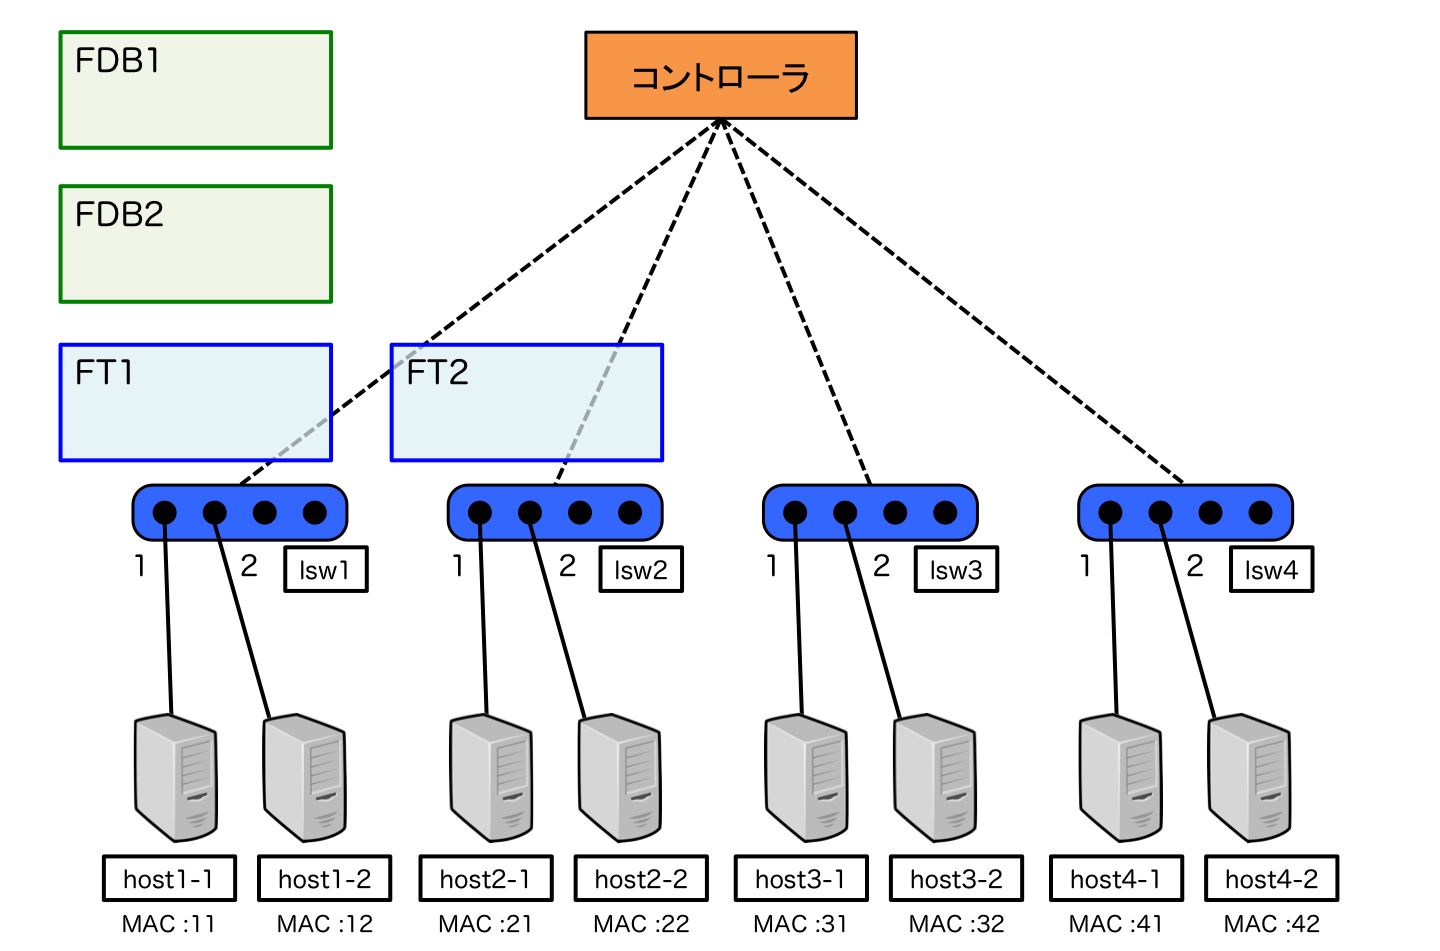 FDB1
コントローラ
FDB2
FT1
FT2
1
2
lsw1
1
2
lsw2
1
2
lsw3
1
2
lsw4
host1-1
host1-2
host2-1
host2-2
host3-1
host3-2
host4-1
host4-2
MAC :11
MAC :12
MAC :21
MAC :22
MAC :31
MAC :32
MAC :41
MAC :42